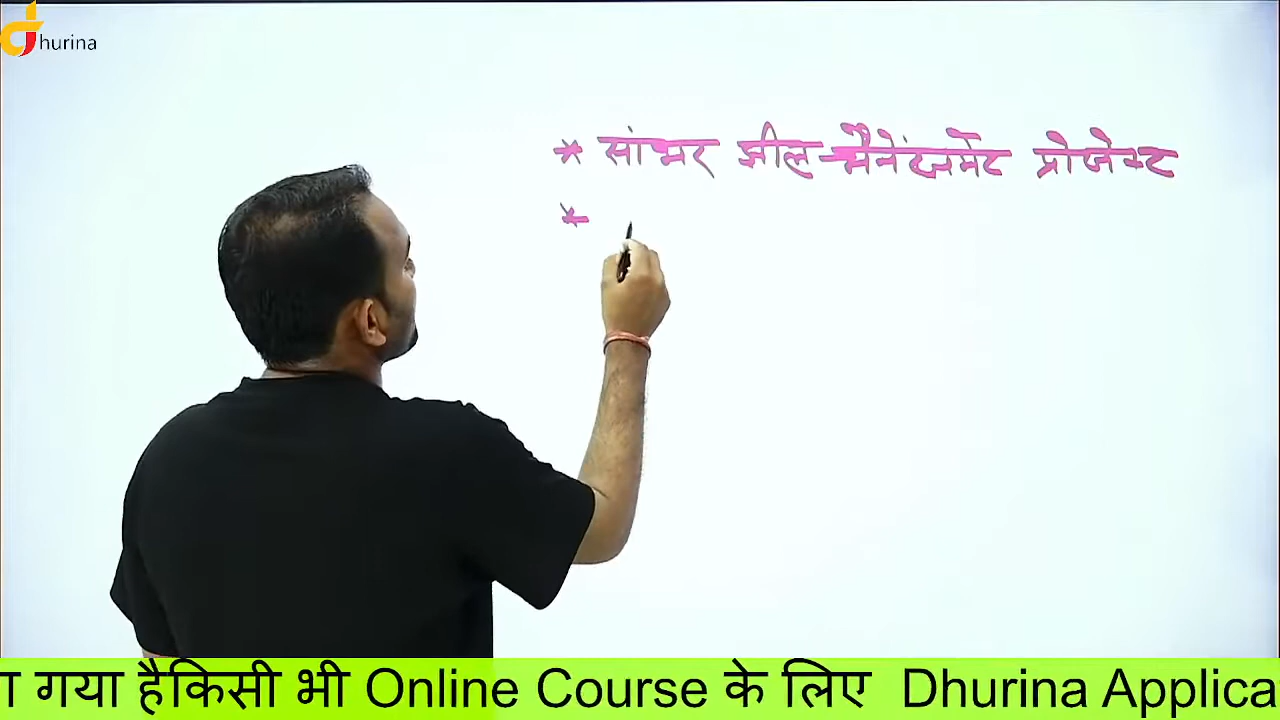 Dhurina
* सांभर झील-मैनेंजमेंट प्रोजेक्ट
*
ा गया हैकिसी भी Online Course के लिए Dhurina Applica